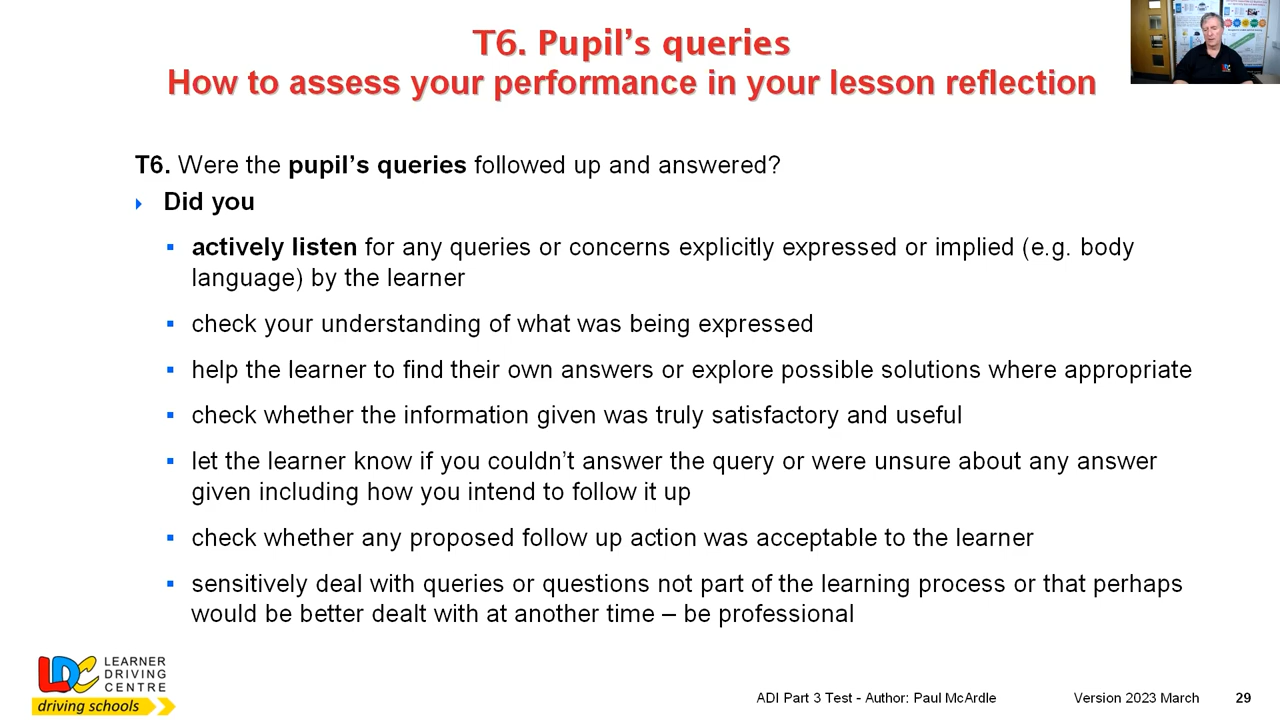 T6. Pupil’s queries
How to assess your performance in your lesson reflection
T6. Were the pupil’s queries followed up and answered?
Did you
actively listen for any queries or concerns explicitly expressed or implied (e.g. body
language) by the learner
check your understanding of what was being expressed
help the learner to find their own answers or explore possible solutions where appropriate
check whether the information given was truly satisfactory and useful
let the learner know if you couldn’t answer the query or were unsure about any answer
given including how you intend to follow it up
check whether any proposed follow up action was acceptable to the learner
sensitively deal with queries or questions not part of the learning process or that perhaps
would be better dealt with at another time – be professional
LDC
LEARNER
DRIVING
CENTRE
driving schools
ADI Part 3 Test - Author: Paul McArdle
Version 2023 March
29